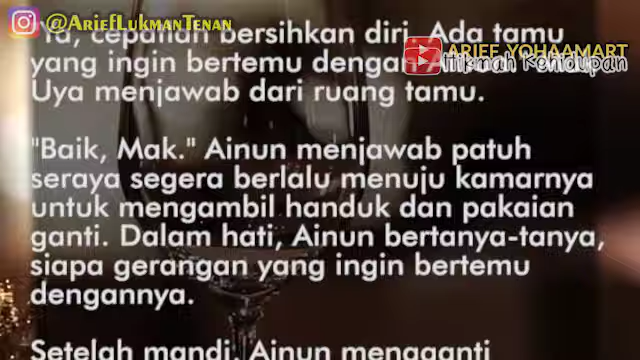 @AriefLukmanTenan
"Ya, cepatlah bersihkan diri. Ada tamu
ARIEF YOHAAMART
yang ingin bertemu dengan
Hikmah Kehidupan
Uya menjawab dari ruang tamu.
"Baik, Mak." Ainun menjawab patuh
seraya segera berlalu menuju kamarnya
untuk mengambil handuk dan pakaian
ganti. Dalam hati, Ainun bertanya-tanya,
siapa gerangan yang ingin bertemu
dengannya.
Setelah mandi, Ainun mengganti